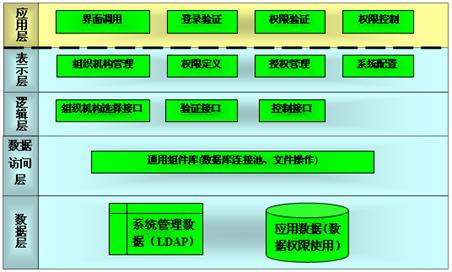 应用层
界面调用
登录验证
权限验证
权限控制
表示层
组织机构管理
权限定义
授权管理
系统配置
逻辑层
组织机构选择接口
验证接口
控制接口
数据
访问
层
通用组件库(数据库连接池、文件操作)
数据层
系统管理数
据（LDAP）
应用数据(数
据权限使用)